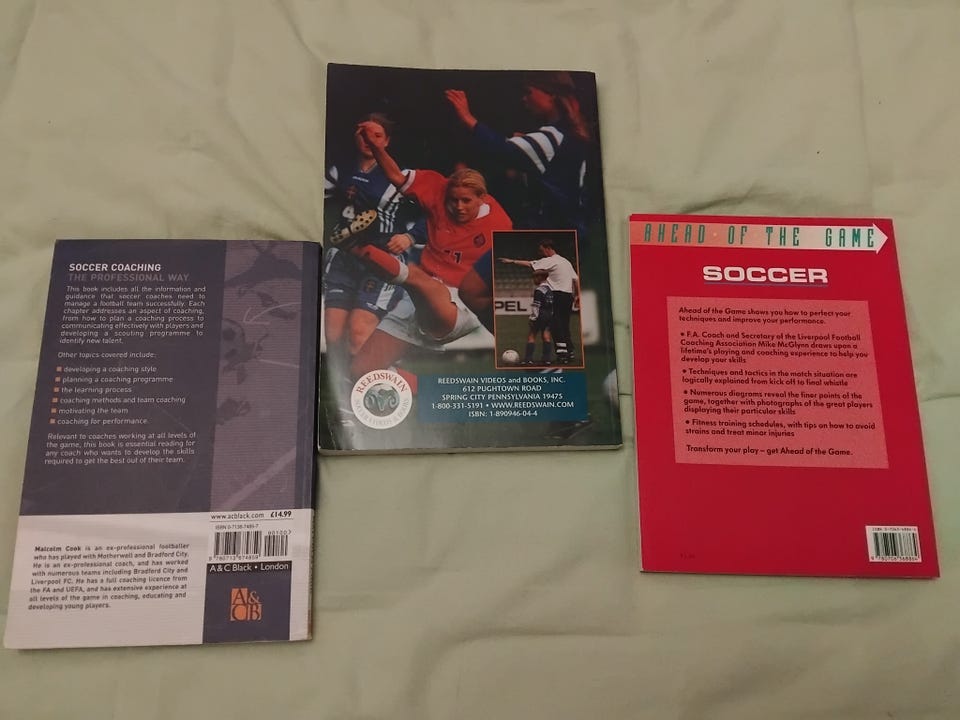 SOCCER COACHING
THE PROFESSIONAL WAY
This book includes all the information and
guidance that soccer coaches need to
manage a football team successfully. Each
chapter addresses an aspect of coaching,
from how to plan a coaching process to
communicating effectively with players and
developing a scouting programme to
identify new talent.
Other topics covered include:
developing a coaching style
planning a coaching programme
the learning process
coaching methods and team coaching
motivating the team
coaching for performance.
Relevant to coaches working at all levels of
the game, this book is essential reading for
any coach who wants to develop the skills
required to get the best out of their team.
www.acblack.com £14.99
ISBN 0-7136-7489-7
90100
9 780713 674859
A & C Black • London
A&
CB
Malcolm Cook is an ex-professional footballer
who has played with Motherwell and Bradford City.
He is an ex-professional coach, and has worked
with numerous teams including Bradford City and
Liverpool FC. He has a full coaching licence from
the FA and UEFA, and has extensive experience at
all levels of the game in coaching, educating and
developing young players.
11
PEL
REEDSWAIN
REEDSWAIN VIDEOS and BOOKS, INC.
612 PUGHTOWN ROAD
SPRING CITY PENNSYLVANIA 19475
1-800-331-5191 • WWW.REEDSWAIN.COM
ISBN: 1-890946-04-4
AHEAD · OF THE GAME
SOCCER
Ahead of the Game shows you how to perfect your
techniques and improve your performance.
• F.A. Coach and Secretary of the Liverpool Football
Coaching Association Mike McGlynn draws upon a
lifetime's playing and coaching experience to help you
develop your skills
• Techniques and tactics in the match situation are
logically explained from kick off to final whistle
• Numerous diagrams reveal the finer points of the
game, together with photographs of the great players
displaying their particular skills
• Fitness training schedules, with tips on how to avoid
strains and treat minor injuries
Transform your play – get Ahead of the Game.